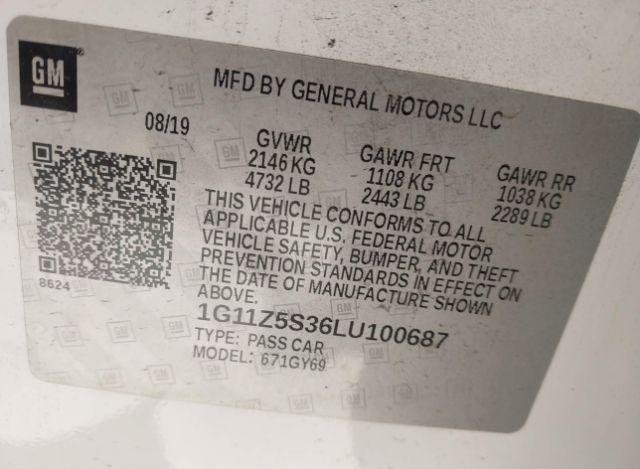 GM
MFD BY GENERAL MOTORS LLC
08/19
GVWR
2146 KG
4732 LB
GAWR FRT
1108 KG
2443 LB
GAWR RR
1038 KG
2289 LB
THIS VEHICLE CONFORMS TO ALL
APPLICABLE U.S. FEDERAL MOTOR
VEHICLE SAFETY, BUMPER, AND THEFT
PREVENTION STANDARDS IN EFFECT ON
THE DATE OF MANUFACTURE SHOWN
ABOVE.
8624
1G11Z5S36LU100687
TYPE: PASS CAR
MODEL: 671GY69